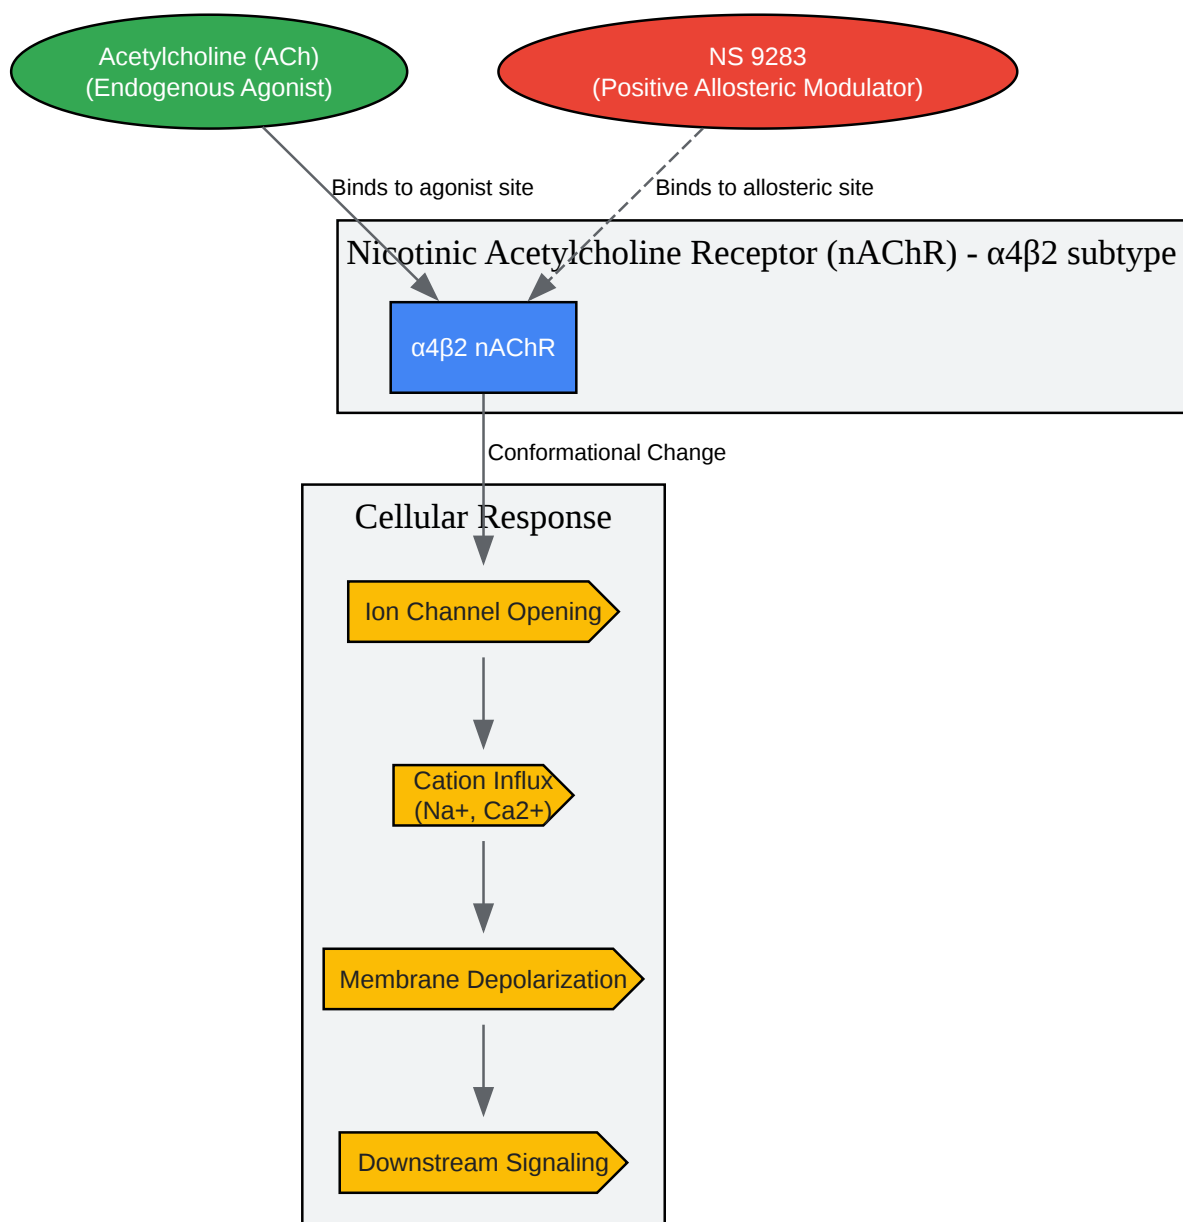 Acetylcholine (ACh)
(Endogenous Agonist)
NS 9283
(Positive Allosteric Modulator)
Binds to agonist site
Binds to allosteric site
Nicotinic Acetylcholine Receptor (nAChR) - α4β2 subtype
α4β2 nAChR
Conformational Change
Cellular Response
Ion Channel Opening
Cation Influx
(Na+, Ca2+)
Membrane Depolarization
Downstream Signaling